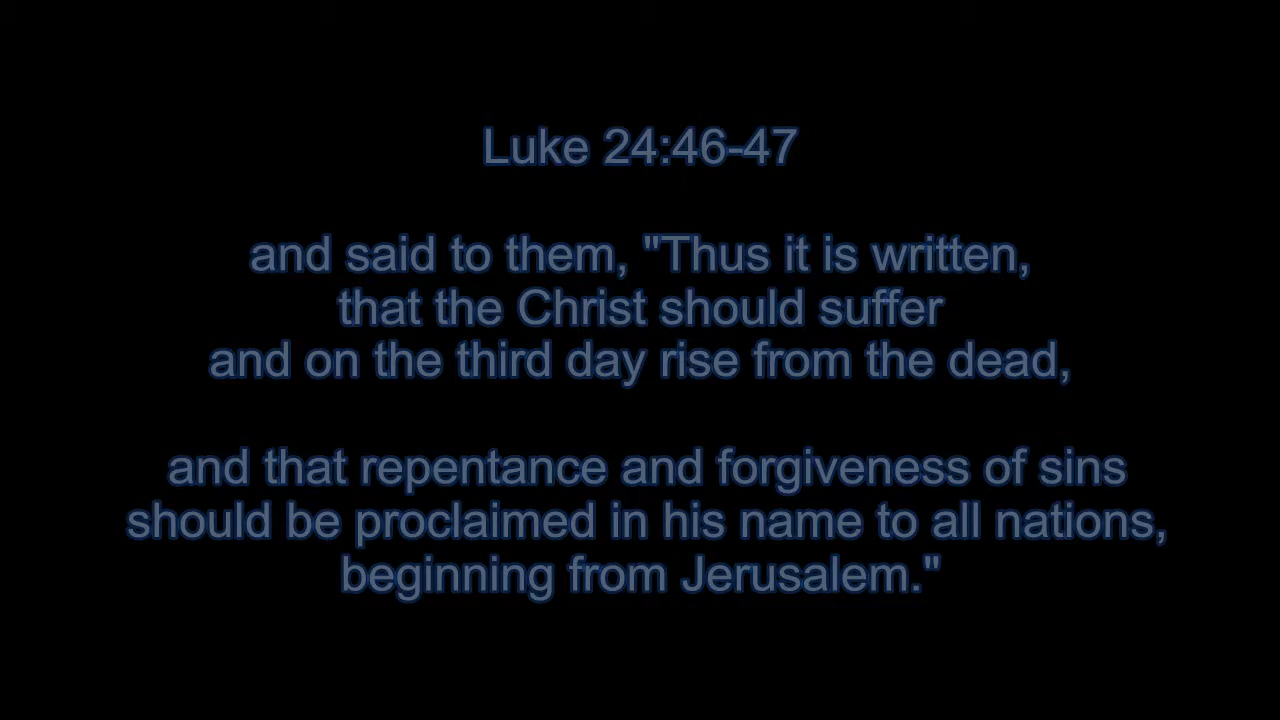 Luke 24:46-47
and said to them, "Thus it is written,
that the Christ should suffer
and on the third day rise from the dead,
and that repentance and forgiveness of sins
should be proclaimed in his name to all nations,
beginning from Jerusalem."